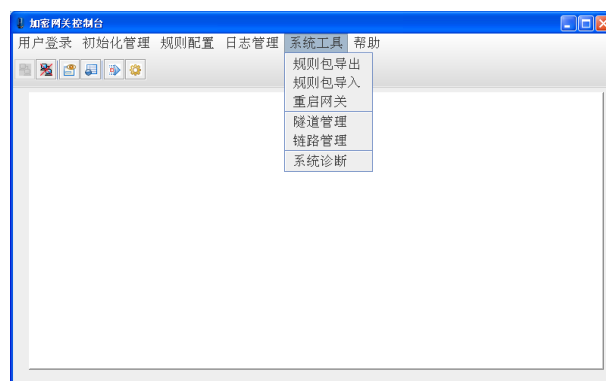 加密网关控制台
用户登录 初始化管理 规则配置 日志管理 系统工具 帮助
规则包导出
规则包导入
重启网关
隧道管理
链路管理
系统诊断